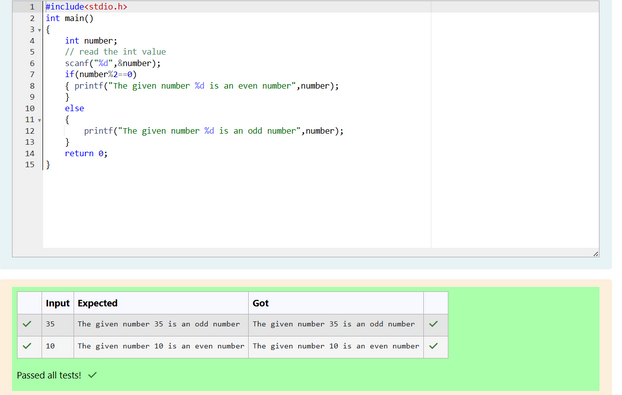 1 #include<stdio.h>
2 int main()
3 {
4 int number;
5 // read the int value
6 scanf("%d",&number);
7 if(number%2==0)
8 { printf("The given number %d is an even number",number);
9 }
10 else
11 {
12 printf("The given number %d is an odd number",number);
13 }
14 return 0;
15 }
Input Expected Got
✓ 35 The given number 35 is an odd number The given number 35 is an odd number ✓
✓ 10 The given number 10 is an even number The given number 10 is an even number ✓
Passed all tests! ✓